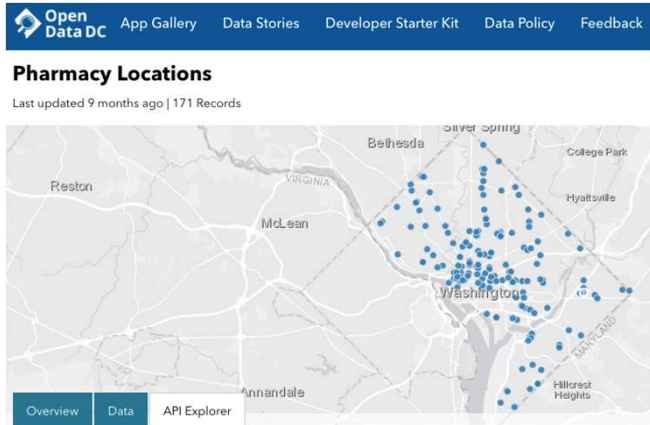 Open
Data DC
App Gallery
Data Stories
Developer Starter Kit
Data Policy
Feedback
Pharmacy Locations
Last updated 9 months ago | 171 Records
Silver Spring
Bethesda
College Park
VIRGINIA
Reston
Hyattsville
McLean
Washington
MARYLAND
Annandale
Hillcrest
Heights
Overview
Data
API Explorer